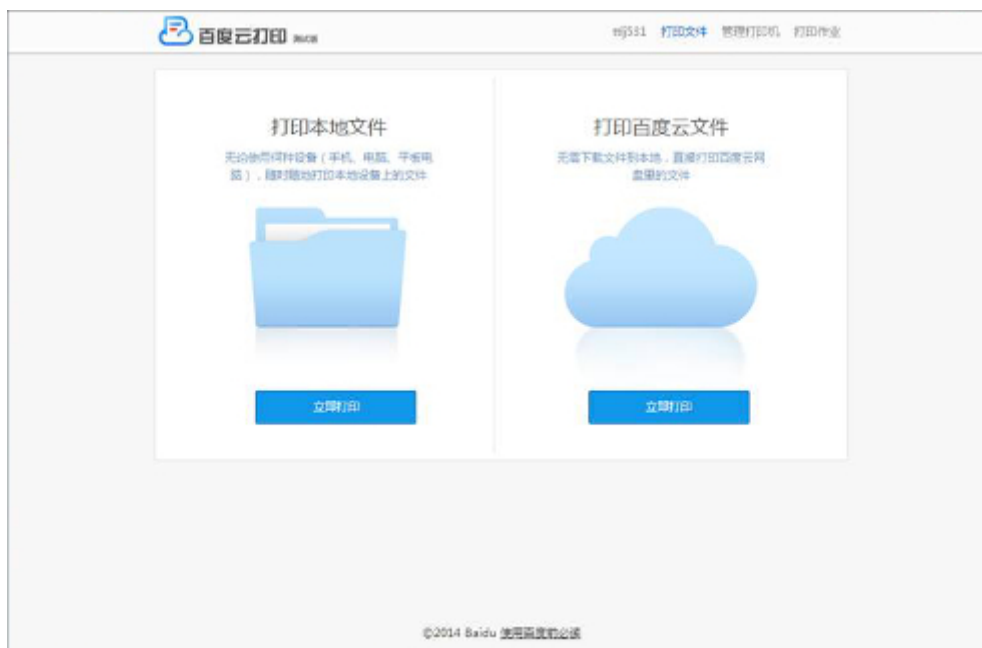 百度云打印 测试版
打印文件 管理打印机 打印作业
打印本地文件
无论使用何种设备（手机、电脑、平板电
脑），随时随地打印本地设备上的文件
立即打印
打印百度云文件
无需下载文件到本地，直接打印百度云网
盘里的文件
立即打印
©2014 Baidu 使用百度前必读